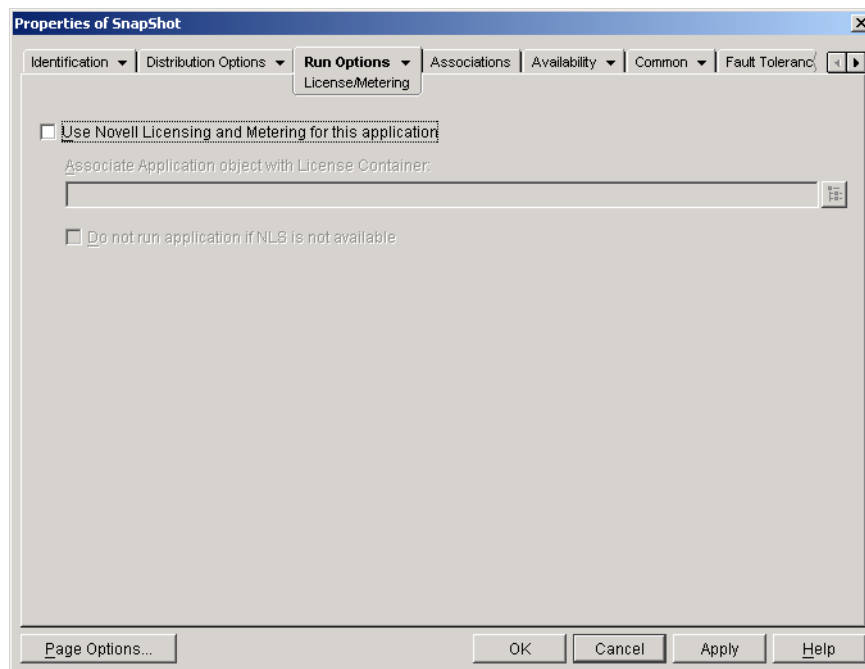 Properties of SnapShot
Identification Distribution Options Run Options Associations Availability Common Fault Toleranc
License/Metering
Use Novell Licensing and Metering for this application
Associate Application object with License Container:
Do not run application if NLS is not available
Page Options... OK Cancel Apply Help